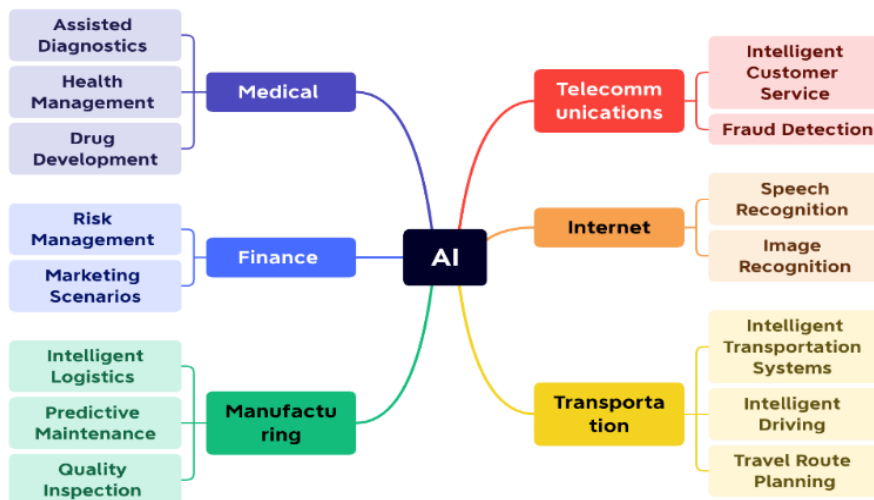 Assisted
Diagnostics
Health
Management
Drug
Development
Medical
Risk
Management
Marketing
Scenarios
Finance
Intelligent
Logistics
Predictive
Maintenance
Quality
Inspection
Manufactu
ring
AI
Telecomm
unications
Intelligent
Customer
Service
Fraud Detection
Internet
Speech
Recognition
Image
Recognition
Transporta
tion
Intelligent
Transportation
Systems
Intelligent
Driving
Travel Route
Planning